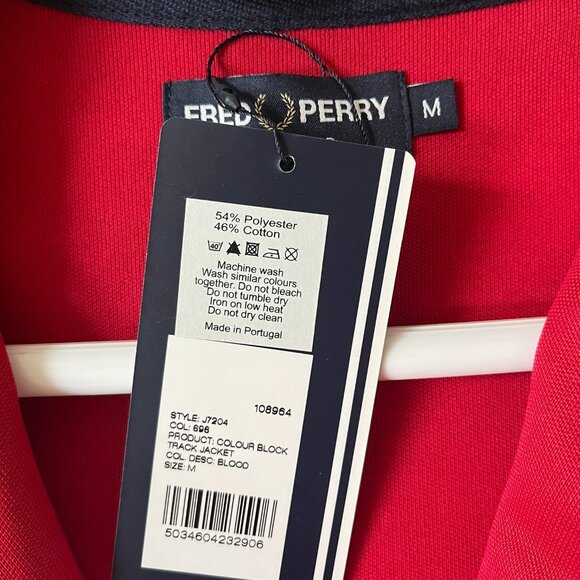 FRED PERRY M
54% Polyester
46% Cotton
40
Machine wash
Wash similar colours
together. Do not bleach
Do not tumble dry
Iron on low heat
Do not dry clean
Made in Portugal
108964
STYLE: J7204
COL: 696
PRODUCT: COLOUR BLOCK
TRACK JACKET
COL. DESC: BLOOD
SIZE: M
5034604232906